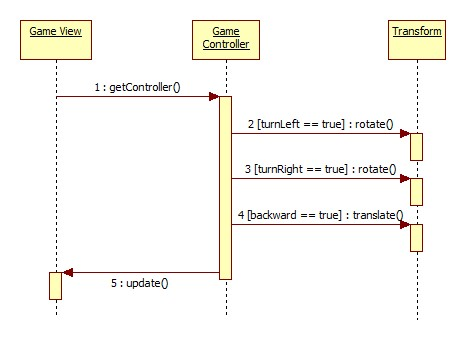 Game View
Game
Controller
Transform
1 : getController()
2 [turnLeft == true] : rotate()
3 [turnRight == true] : rotate()
4 [backward == true] : translate()
5 : update()